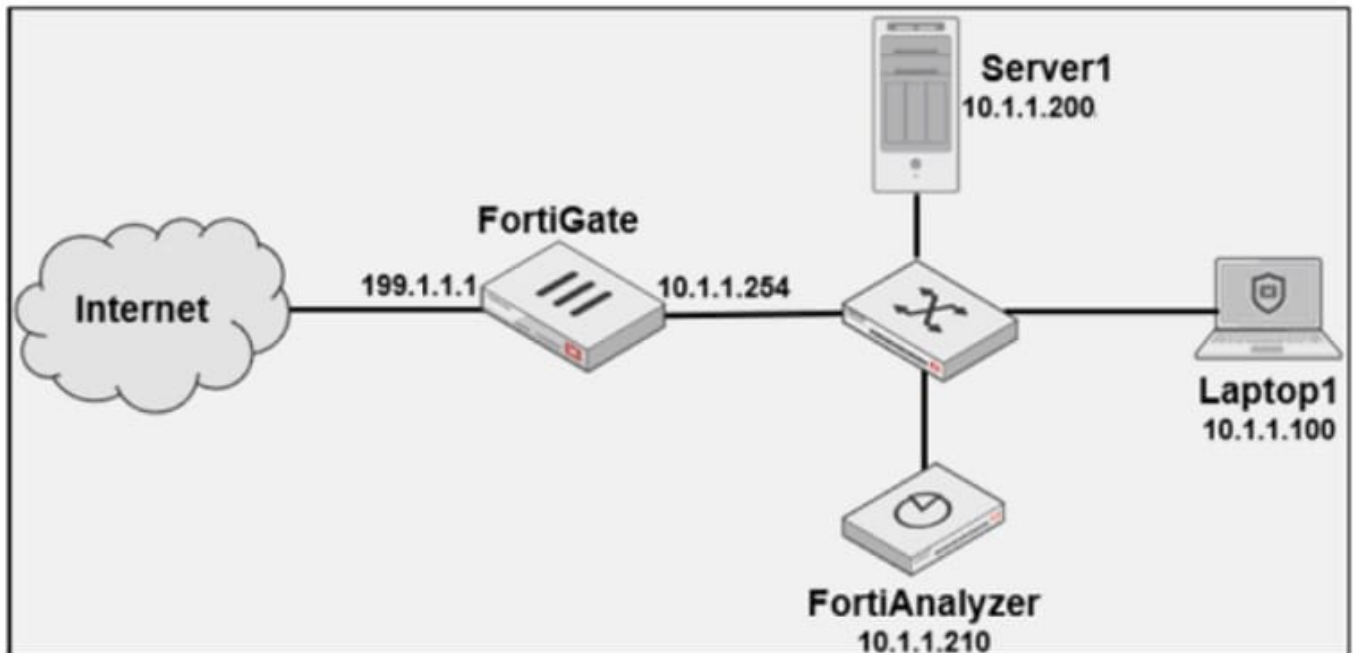 Server1
10.1.1.200
FortiGate
199.1.1.1
10.1.1.254
Internet
Laptop1
10.1.1.100
FortiAnalyzer
10.1.1.210